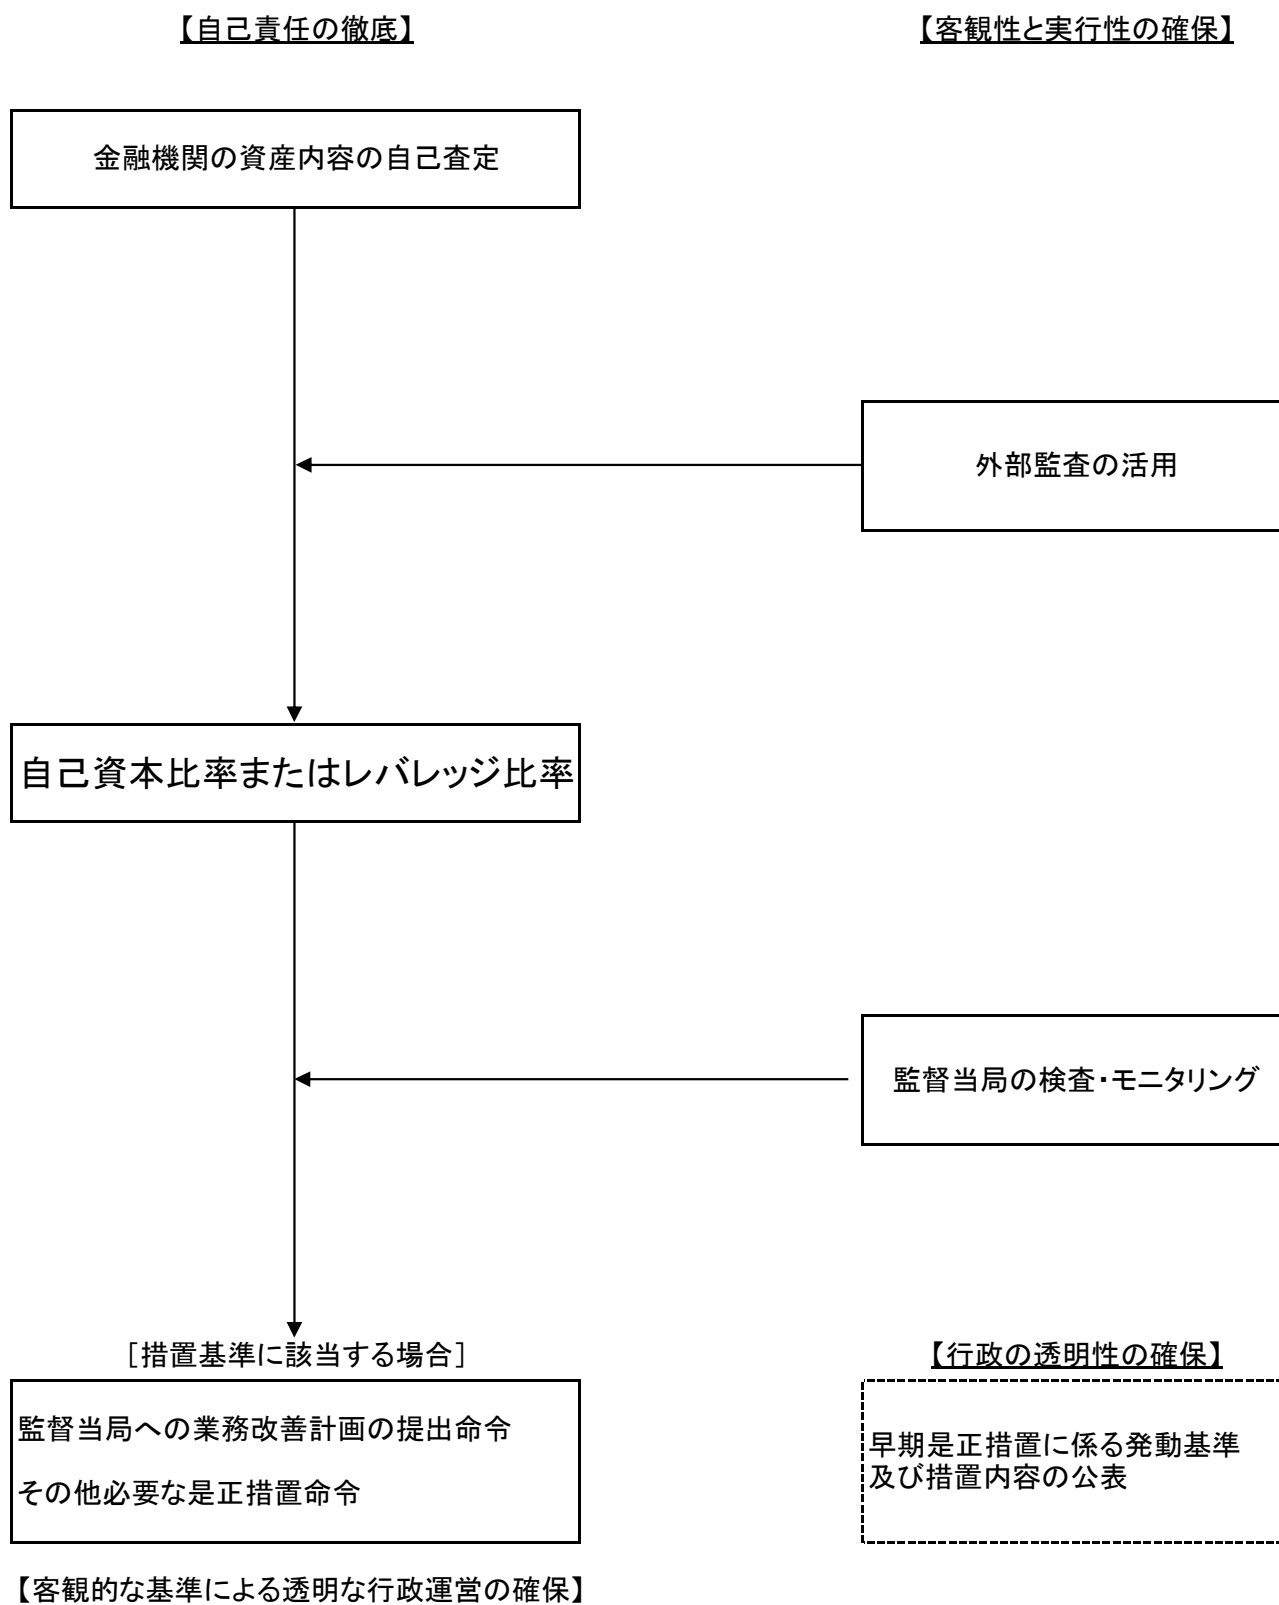 【自己責任の徹底】
【客観性と実行性の確保】
金融機関の資産内容の自己査定
外部監査の活用
自己資本比率またはレバレッジ比率
監督当局の検査・モニタリング
［措置基準に該当する場合］
【行政の透明性の確保】
監督当局への業務改善計画の提出命令
その他必要な是正措置命令
早期是正措置に係る発動基準
及び措置内容の公表
【客観的な基準による透明な行政運営の確保】